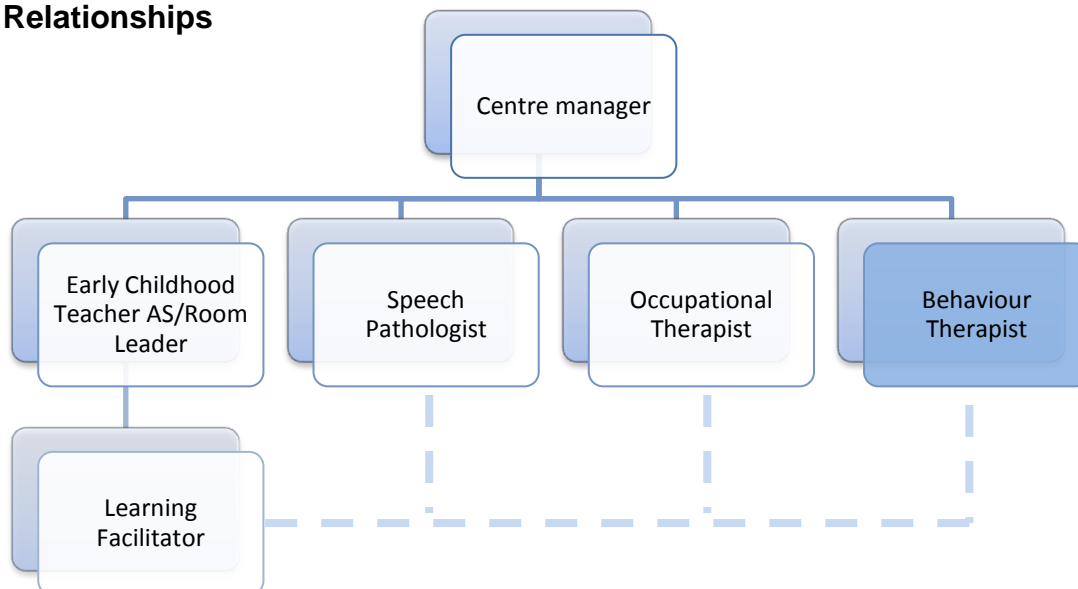 Relationships
Centre manager
Early Childhood
Teacher AS/Room
Leader
Speech
Pathologist
Occupational
Therapist
Behaviour
Therapist
Learning
Facilitator